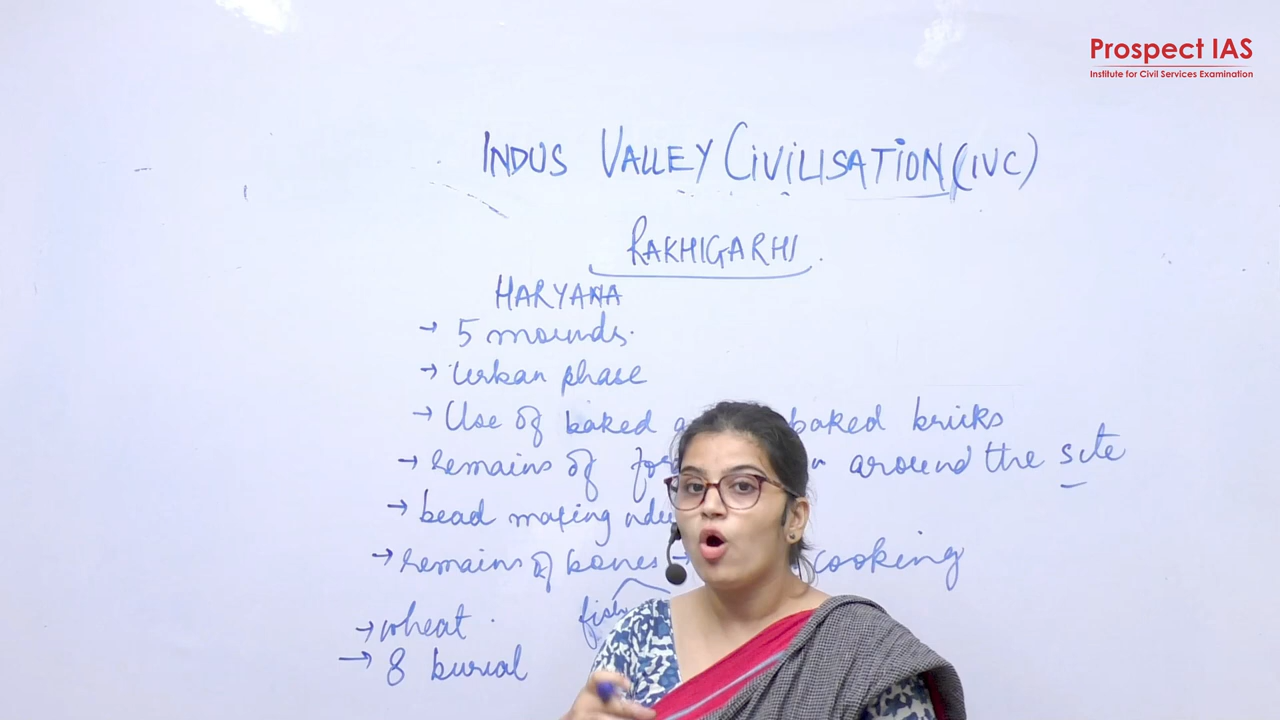 Prospect IAS
Institute for Civil Services Examination
INDUS VALLEY CIVILISATION (IVC)
RAKHIGARHI.
HARYANA
→ 5 mounds.
→ Urban phase
→ Use of baked baked bricks
→ remains of around the site
→ bead making
→ remains of bones → cooking
fish
→ wheat
→ 8 burial